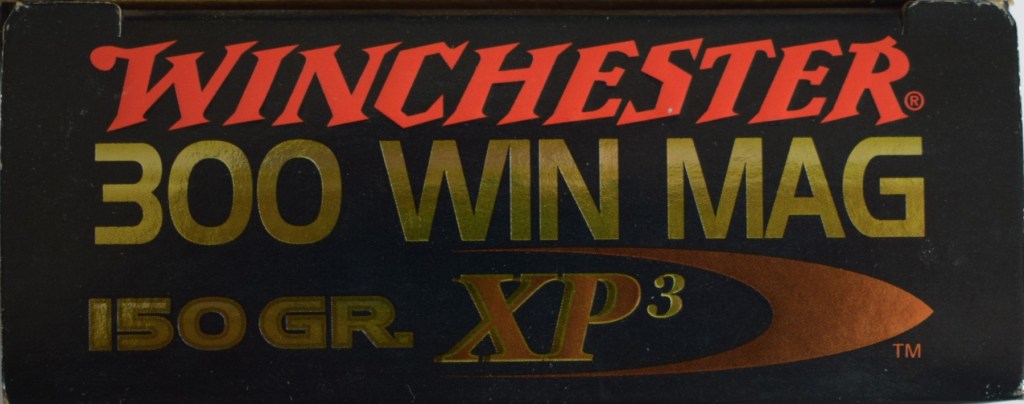 WINCHESTER®
300 WIN MAG
150 GR. XP³ ™